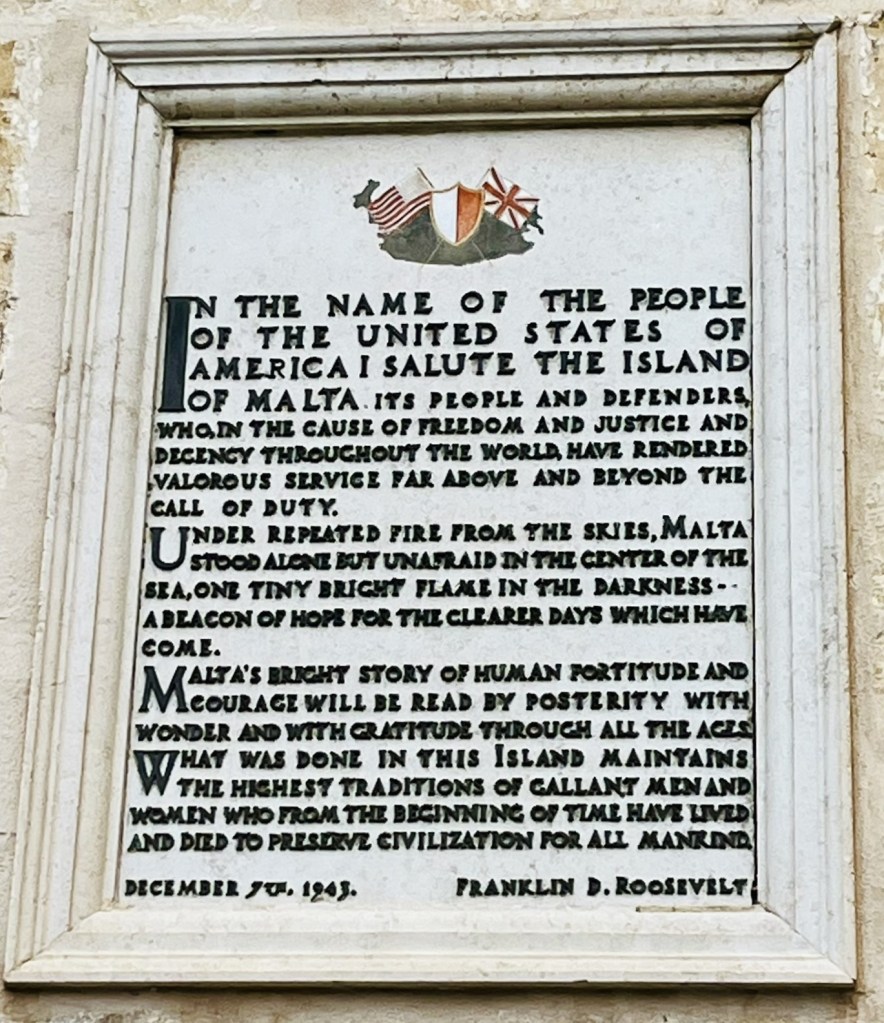 IN THE NAME OF THE PEOPLE
OF THE UNITED STATES OF
AMERICA I SALUTE THE ISLAND
OF MALTA. ITS PEOPLE AND DEFENDERS,
WHO, IN THE CAUSE OF FREEDOM AND JUSTICE AND
DECENCY THROUGHOUT THE WORLD, HAVE RENDERED
VALOROUS SERVICE FAR ABOVE AND BEYOND THE
CALL OF DUTY.
UNDER REPEATED FIRE FROM THE SKIES, MALTA
STOOD ALONE BUT UNAFRAID IN THE CENTER OF THE
SEA, ONE TINY BRIGHT FLAME IN THE DARKNESS--
A BEACON OF HOPE FOR THE CLEARER DAYS WHICH HAVE
COME.
MALTA'S BRIGHT STORY OF HUMAN FORTITUDE AND
COURAGE WILL BE READ BY POSTERITY WITH
WONDER AND WITH GRATITUDE THROUGH ALL THE AGES.
WHAT WAS DONE IN THIS ISLAND MAINTAINS
THE HIGHEST TRADITIONS OF GALLANT MEN AND
WOMEN WHO FROM THE BEGINNING OF TIME HAVE LIVED
AND DIED TO PRESERVE CIVILIZATION FOR ALL MANKIND.
DECEMBER 7TH. 1943. FRANKLIN D. ROOSEVELT